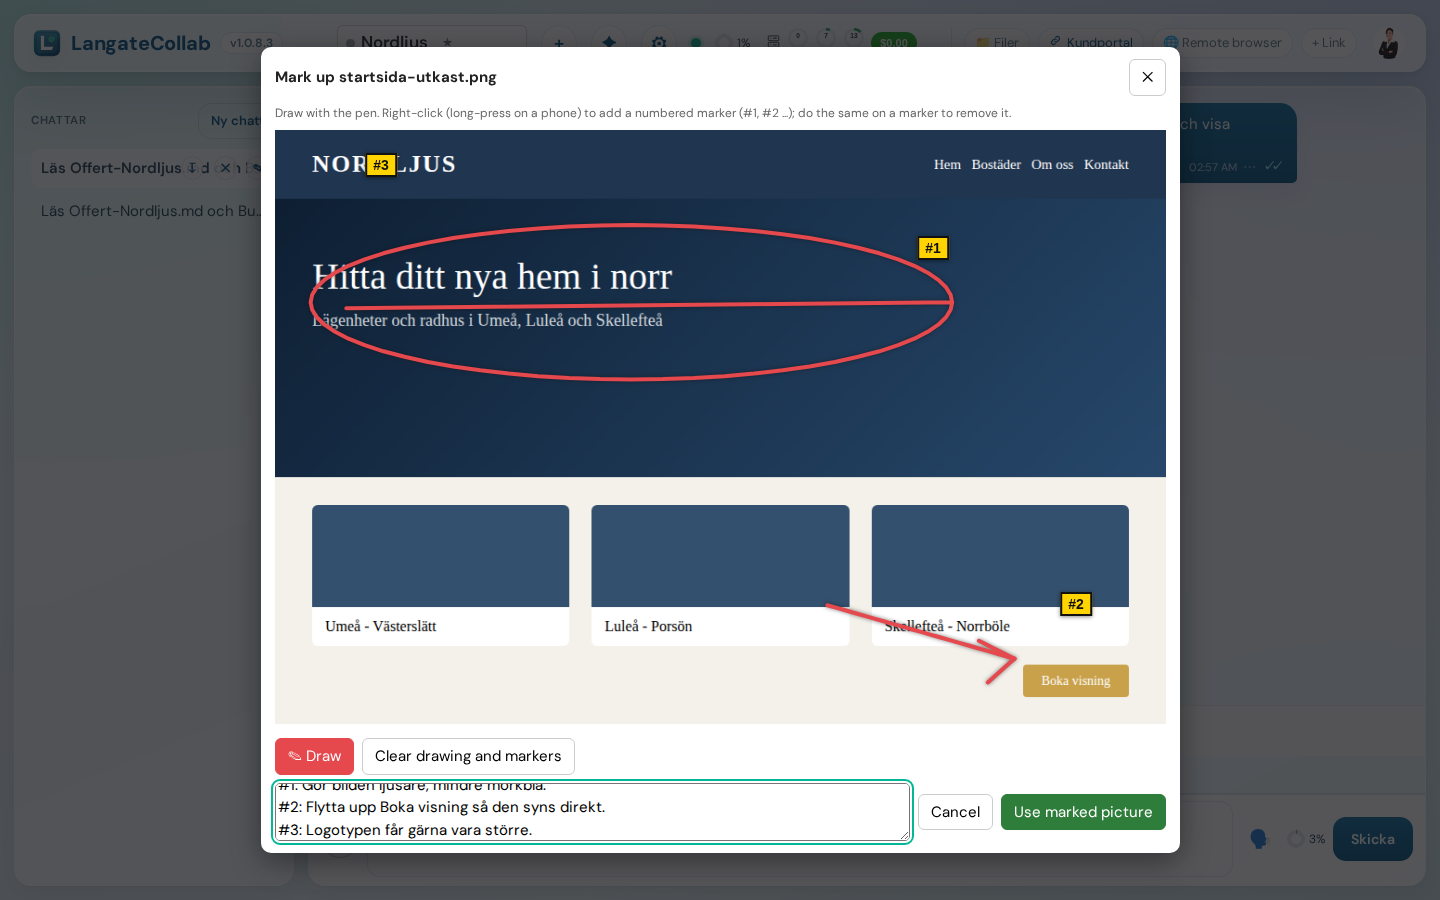 LangateCollab v1.0.8.3
Nordljus
1%
6 7 13
$0.00
Filer
Kundportal
Remote browser
+ Link
CHATTAR
Ny chatt
Läs Offert-Nordljus
Läs Offert-Nordljus.md och Bu...
ch visa
02:57 AM
Mark up startsida-utkast.png
Draw with the pen. Right-click (long-press on a phone) to add a numbered marker (#1, #2 ...); do the same on a marker to remove it.
#3
Hem Bostäder Om oss Kontakt
#1
Hitta ditt nya hem i norr
Lägenheter och radhus i Umeå, Luleå och Skellefteå
#2
Umeå - Västerslätt
Luleå - Porsön
Skellefteå - Norrböle
Boka visning
Draw
Clear drawing and markers
#1: Gör bilden ljusare, mindre mörkblå.
#2: Flytta upp Boka visning så den syns direkt.
#3: Logotypen får gärna vara större.
Cancel
Use marked picture
3%
Skicka